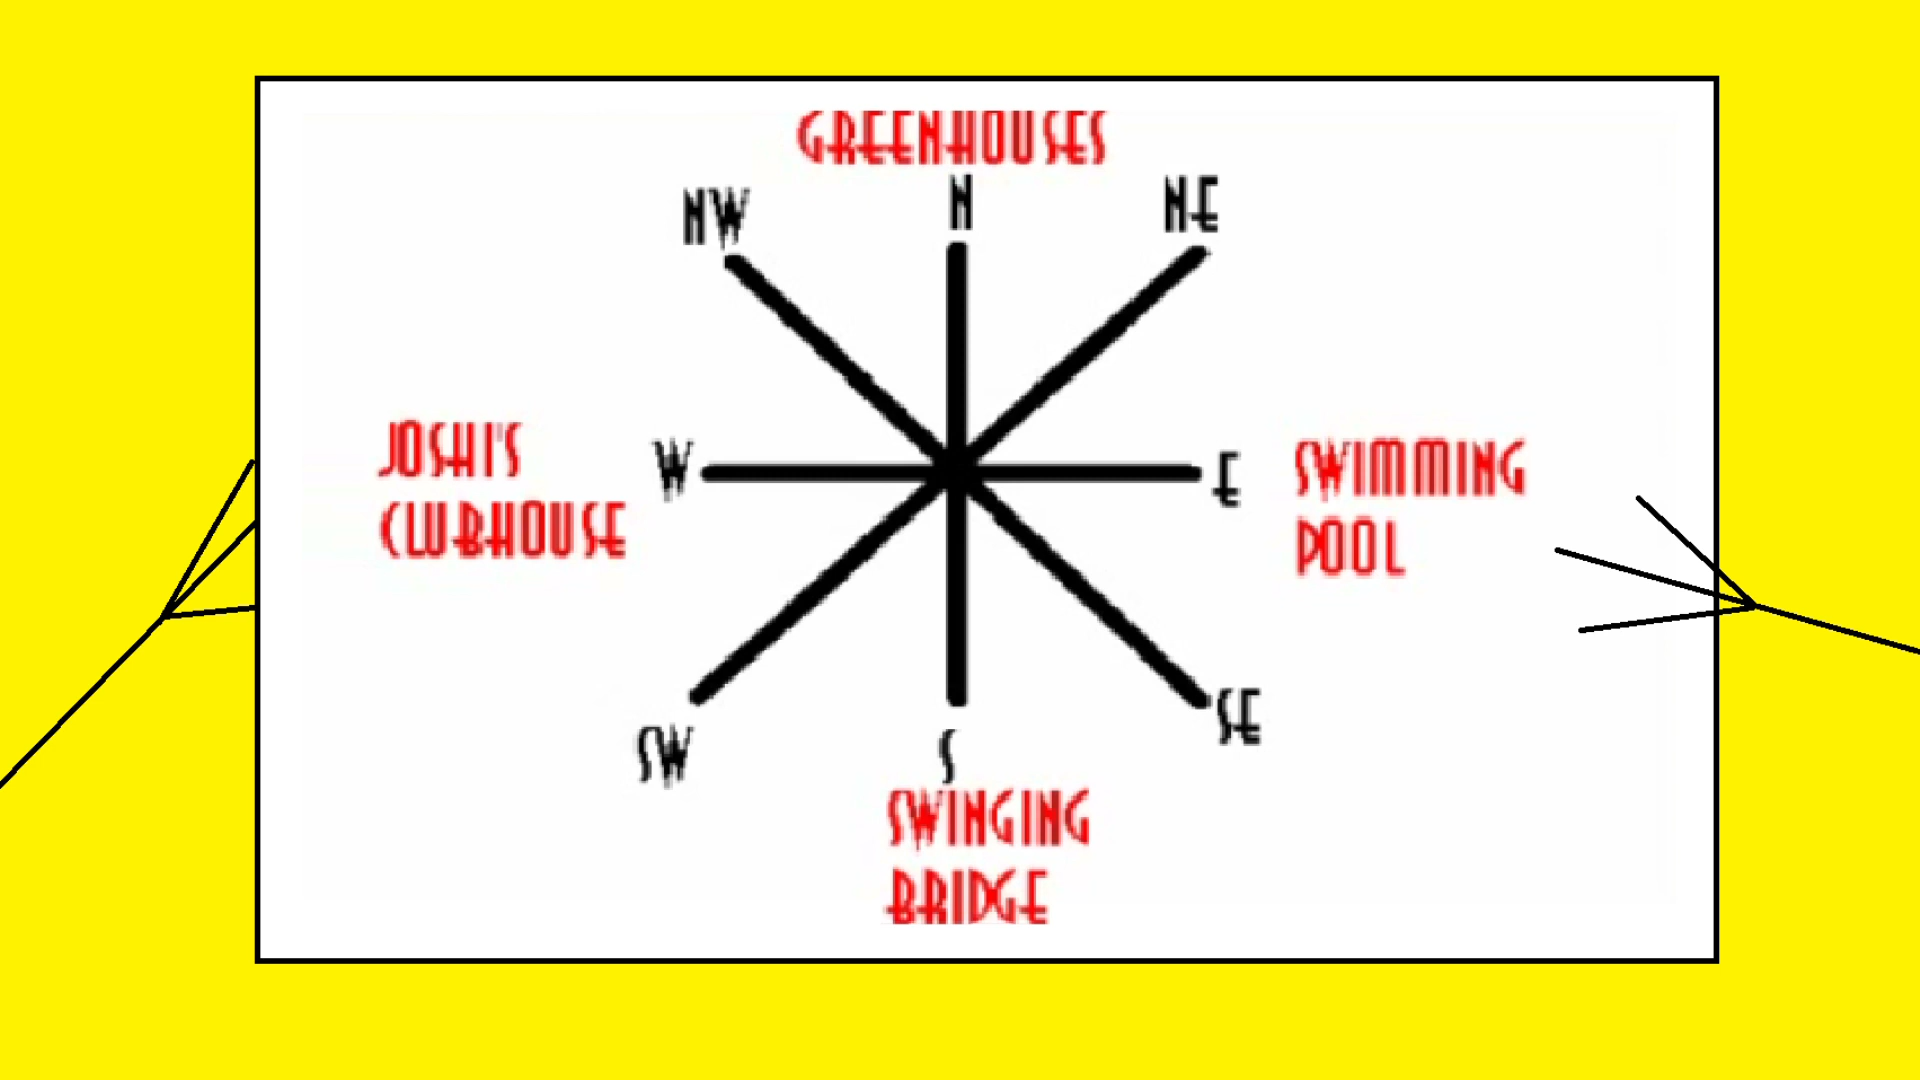 GREENHOUSES
NW
N
NE
JOSHI'S
CLUBHOUSE
W
E
SWIMMING
POOL
SW
S
SE
SWINGING
BRIDGE